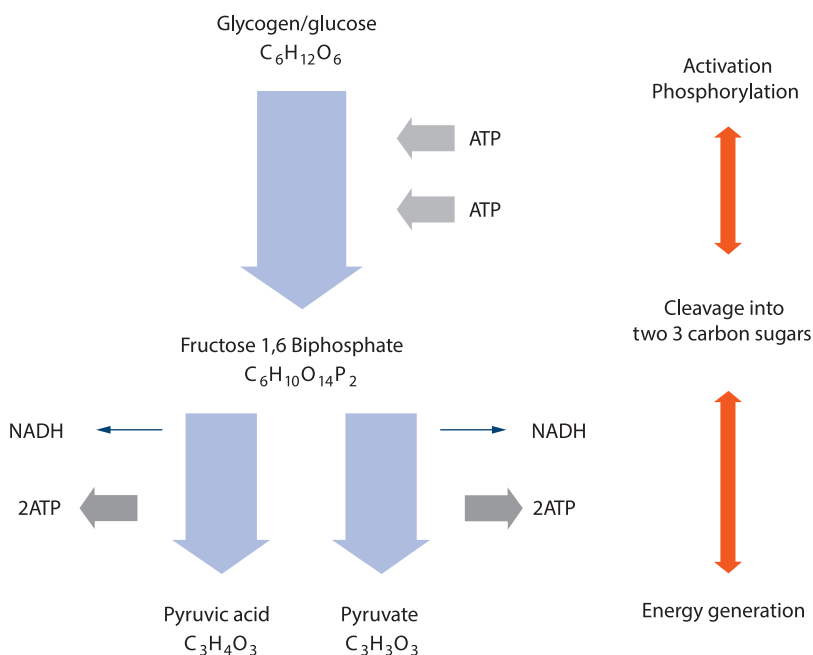 Glycogen/glucose
C₆H₁₂O₆
Activation
Phosphorylation
ATP
ATP
Cleavage into
two 3 carbon sugars
Fructose 1,6 Biphosphate
C₆H₁₀O₁₄P₂
NADH
NADH
2ATP
2ATP
Pyruvic acid
C₃H₄O₃
Pyruvate
C₃H₃O₃
Energy generation